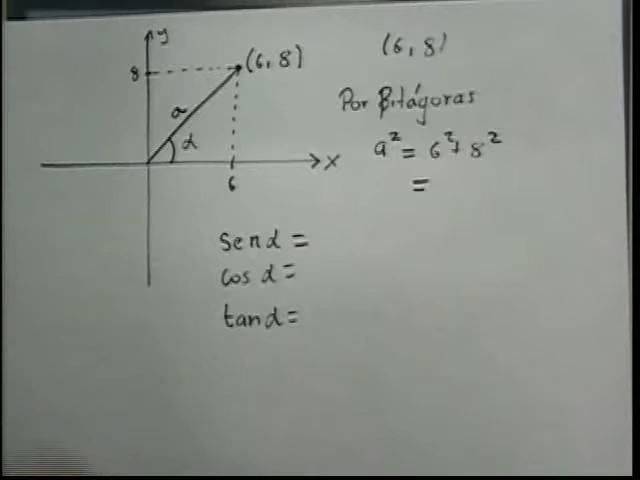 y
8
(6, 8)
a
α
x
6
(6, 8)
Por Pitágoras
a² = 6² + 8²
=
sen α =
cos α =
tan α =